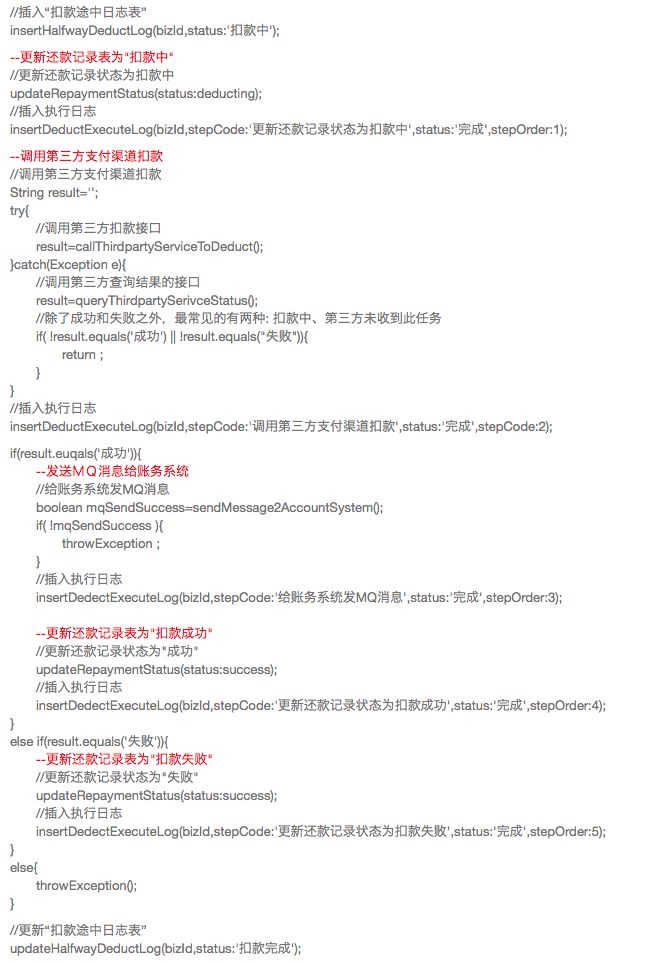 //插入“扣款途中日志表”
insertHalfwayDeductLog(bizId,status:'扣款中');
--更新还款记录表为"扣款中"
//更新还款记录状态为扣款中
updateRepaymentStatus(status:deducting);
//插入执行日志
insertDeductExecuteLog(bizId,stepCode:'更新还款记录状态为扣款中',status:'完成',stepOrder:1);
--调用第三方支付渠道扣款
//调用第三方支付渠道扣款
String result='';
try{
//调用第三方扣款接口
result=callThirdpartyServiceToDeduct();
}catch(Exception e){
//调用第三方查询结果的接口
result=queryThirdpartySerivceStatus();
//除了成功和失败之外，最常见的有两种: 扣款中、第三方未收到此任务
if( !result.equals('成功') || !result.equals("失败")){
return ;
}
}
//插入执行日志
insertDeductExecuteLog(bizId,stepCode:'调用第三方支付渠道扣款',status:'完成',stepCode:2);
if(result.euqals('成功')){
--发送ＭＱ消息给账务系统
//给账务系统发MQ消息
boolean mqSendSuccess=sendMessage2AccountSystem();
if( !mqSendSuccess ){
throwException ;
}
//插入执行日志
insertDedectExecuteLog(bizId,stepCode:'给账务系统发MQ消息',status:'完成',stepOrder:3);
--更新还款记录表为"扣款成功"
//更新还款记录状态为"成功"
updateRepaymentStatus(status:success);
//插入执行日志
insertDedectExecuteLog(bizId,stepCode:'更新还款记录状态为扣款成功',status:'完成',stepOrder:4);
}
else if(result.equals('失败')){
--更新还款记录表为"扣款失败"
//更新还款记录状态为"失败"
updateRepaymentStatus(status:success);
//插入执行日志
insertDedectExecuteLog(bizId,stepCode:'更新还款记录状态为扣款失败',status:'完成',stepOrder:5);
}
else{
throwException();
}
//更新“扣款途中日志表”
updateHalfwayDeductLog(bizId,status:'扣款完成');